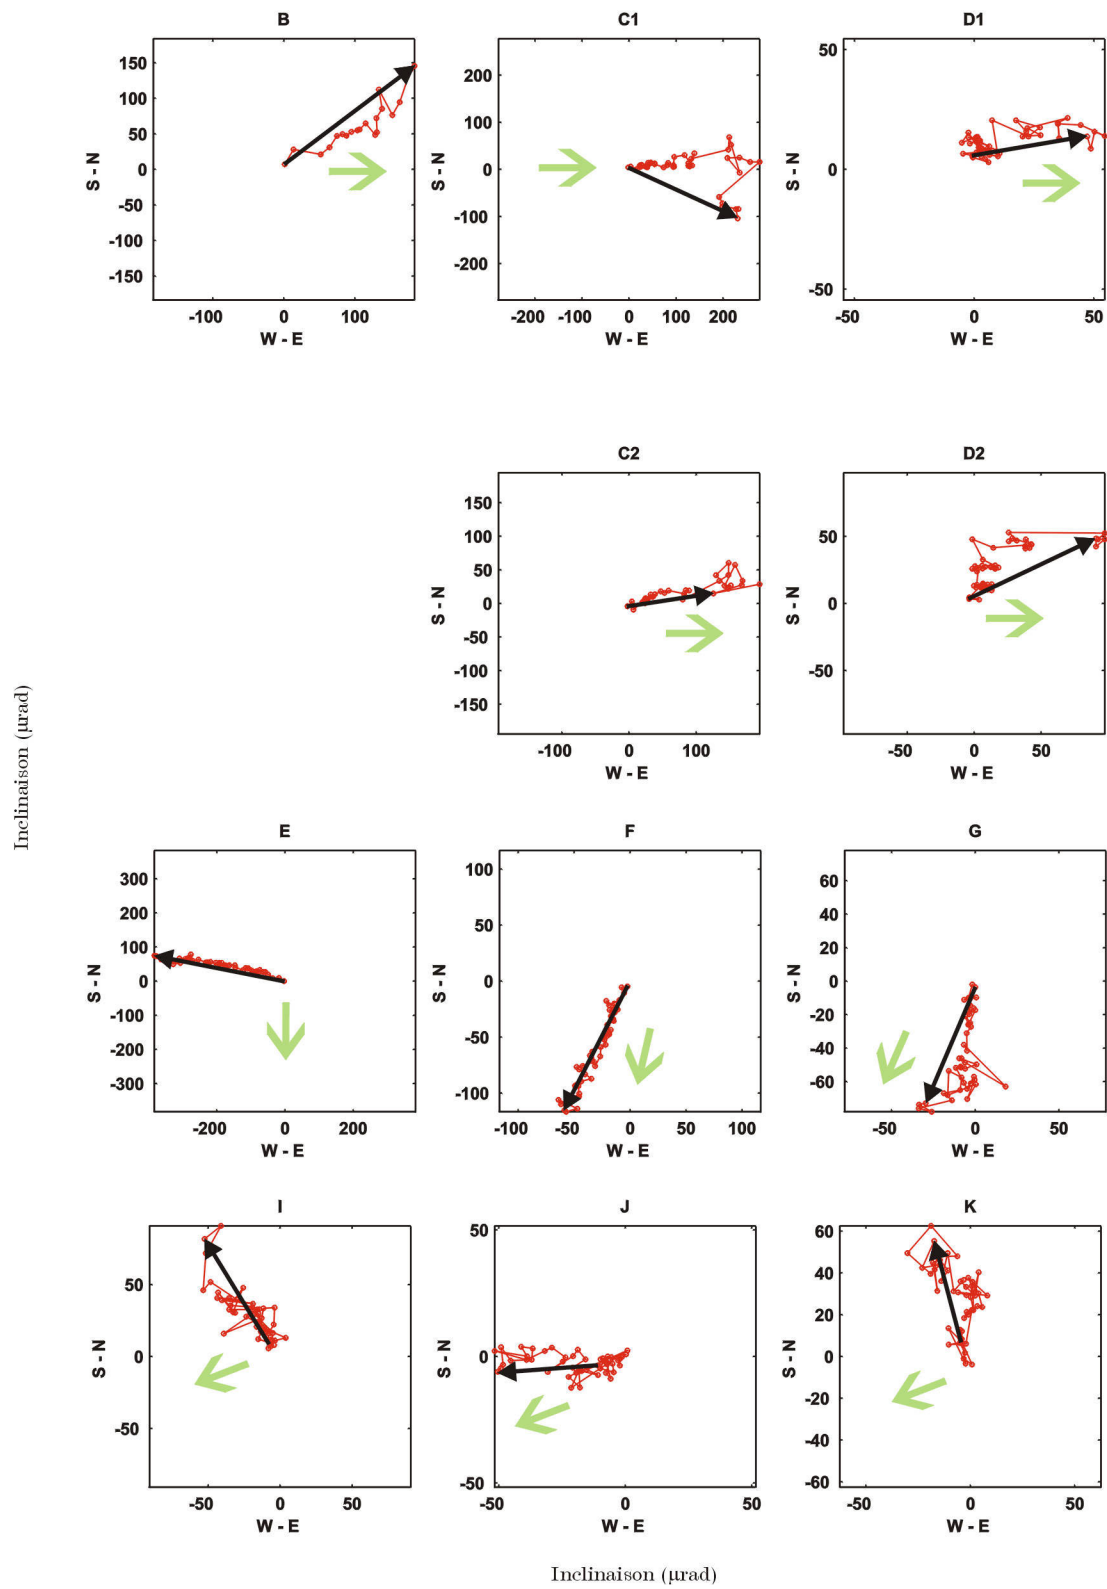 B
150
100
50
0
-50
-100
-150
S - N
-100 0 100
W - E
C1
200
100
0
-100
-200
S - N
-200 -100 0 100 200
W - E
D1
50
0
-50
S - N
-50 0 50
W - E
C2
150
100
50
0
-50
-100
-150
S - N
-100 0 100
W - E
D2
50
0
-50
S - N
-50 0 50
W - E
Inclinaison (μrad)
E
300
200
100
0
-100
-200
-300
S - N
-200 0 200
W - E
F
100
50
0
-50
-100
S - N
-100 -50 0 50 100
W - E
G
60
40
20
0
-20
-40
-60
S - N
-50 0 50
W - E
I
50
0
-50
S - N
-50 0 50
W - E
J
50
0
-50
S - N
-50 0 50
W - E
K
60
40
20
0
-20
-40
-60
S - N
-50 0 50
W - E
Inclinaison (μrad)